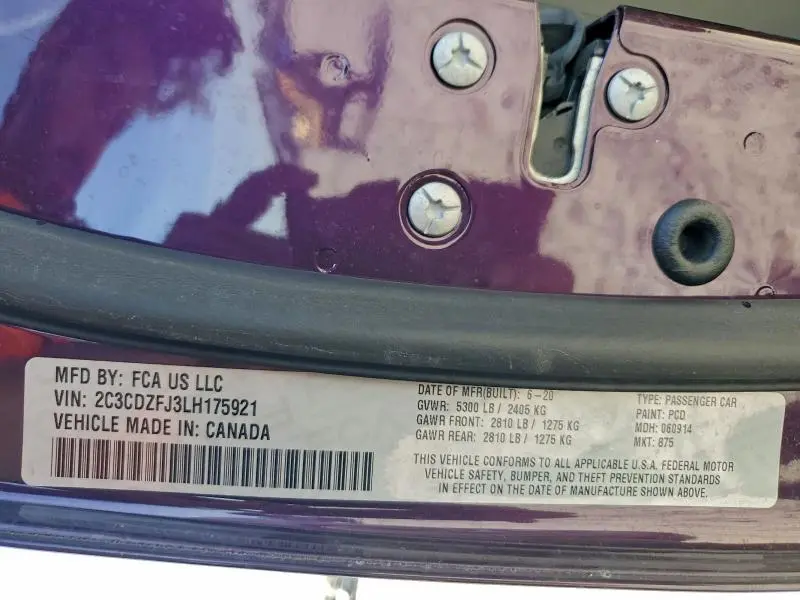 MFD BY: FCA US LLC
VIN: 2C3CDZFJ3LH175921
VEHICLE MADE IN: CANADA
DATE OF MFR(BUILT): 6-20
GVWR: 5300 LB / 2405 KG
GAWR FRONT: 2810 LB / 1275 KG
GAWR REAR: 2810 LB / 1275 KG
TYPE: PASSENGER CAR
PAINT: PCD
MDH: 060914
MKT: 875
THIS VEHICLE CONFORMS TO ALL APPLICABLE U.S.A. FEDERAL MOTOR
VEHICLE SAFETY, BUMPER, AND THEFT PREVENTION STANDARDS
IN EFFECT ON THE DATE OF MANUFACTURE SHOWN ABOVE.